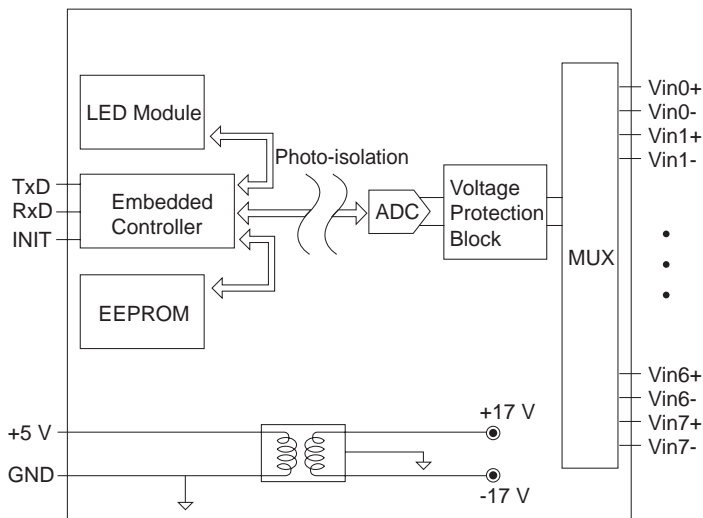 LED Module
Photo-isolation
TxD
RxD
INIT
Embedded
Controller
ADC
Voltage
Protection
Block
MUX
Vin0+
Vin0-
Vin1+
Vin1-
EEPROM
Vin6+
Vin6-
Vin7+
Vin7-
+5 V
GND
+17 V
-17 V